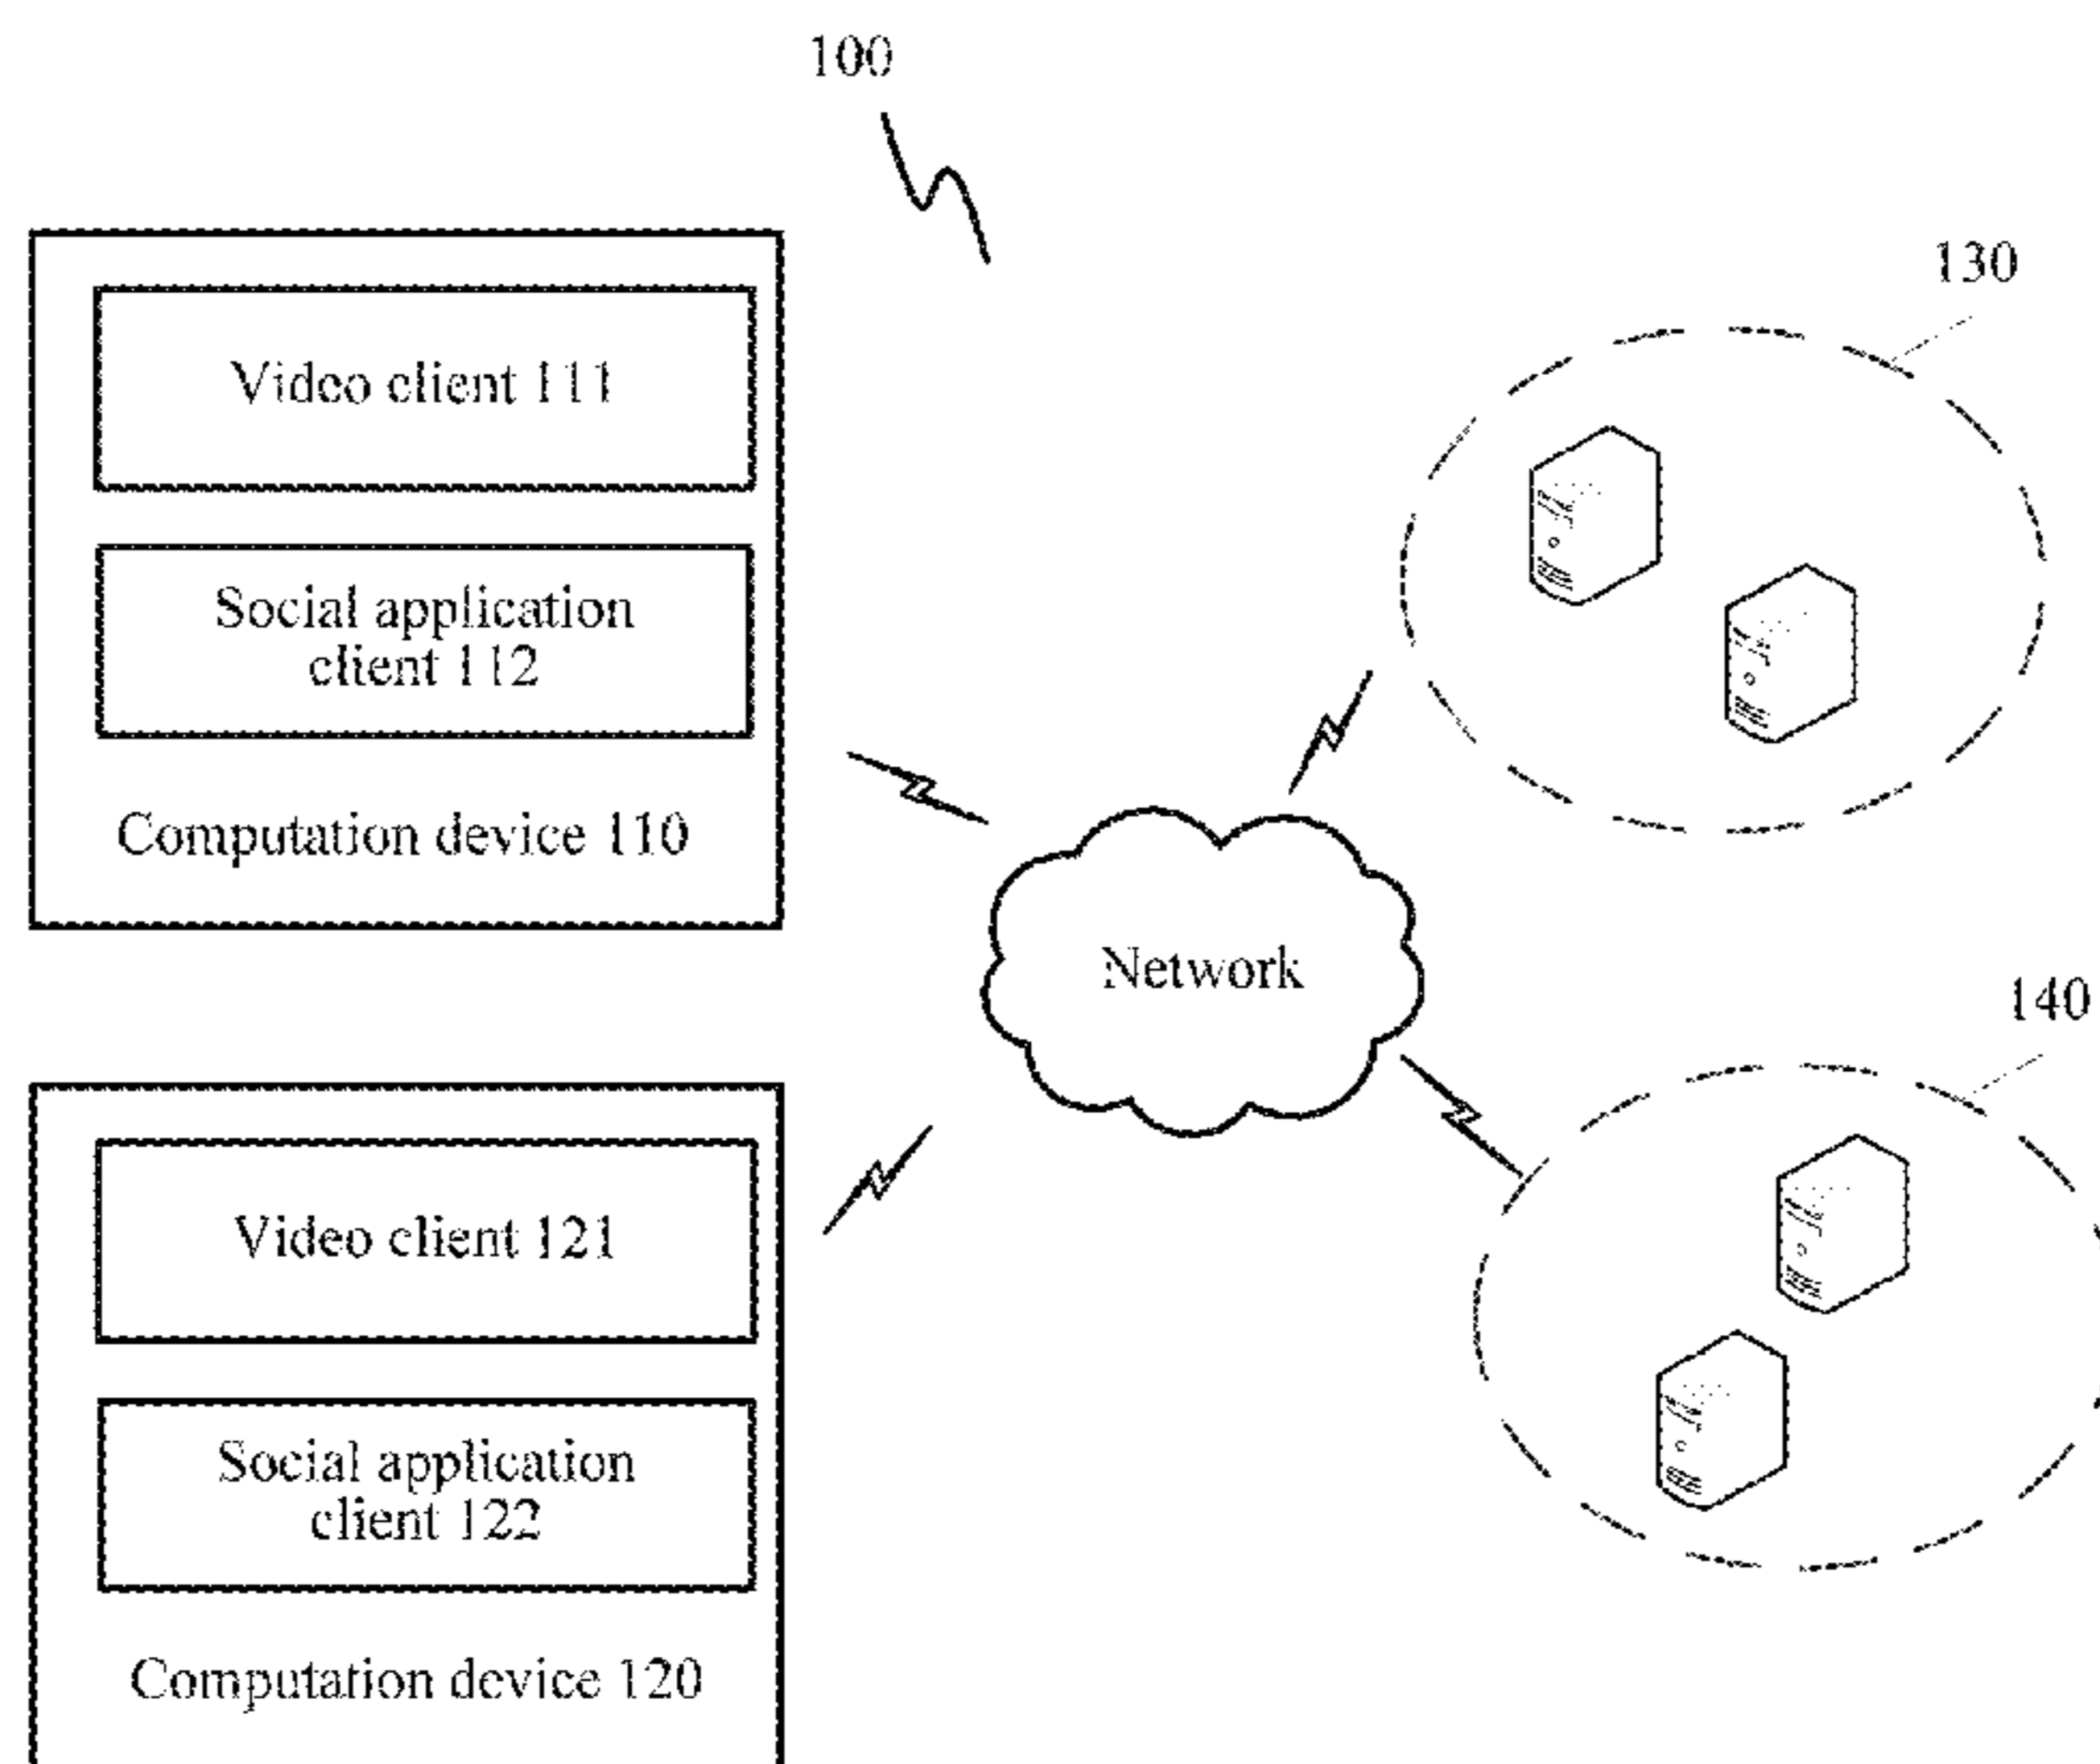 100
130
Video client 111
Social application
client 112
Computation device 110
Network
140
Video client 121
Social application
client 122
Computation device 120